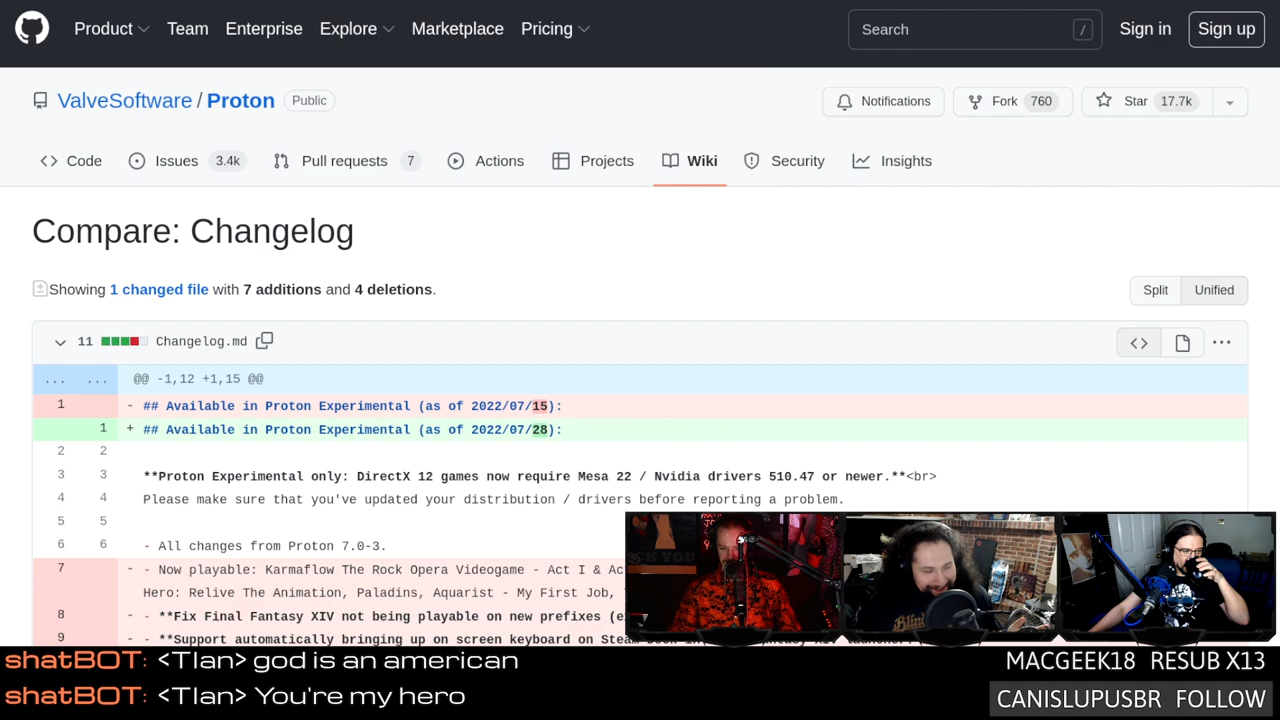 Product Team Enterprise Explore Marketplace Pricing Search / Sign in Sign up
ValveSoftware / Proton Public Notifications Fork 760 Star 17.7k
Code Issues 3.4k Pull requests 7 Actions Projects Wiki Security Insights
Compare: Changelog
Showing 1 changed file with 7 additions and 4 deletions. Split Unified
11 Changelog.md
... ... @@ -1,12 +1,15 @@
1 - ## Available in Proton Experimental (as of 2022/07/15):
1 + ## Available in Proton Experimental (as of 2022/07/28):
2 2
3 3 **Proton Experimental only: DirectX 12 games now require Mesa 22 / Nvidia drivers 510.47 or newer.**<br>
4 4 Please make sure that you've updated your distribution / drivers before reporting a problem.
5 5
6 6 - All changes from Proton 7.0-3.
7 - - Now playable: Karmaflow The Rock Opera Videogame - Act I &
Hero: Relive The Animation, Paladins, Aquarist - My First Job,
8 - - **Fix Final Fantasy XIV not being playable on new prefixes
9 - - **Support automatically bringing up on screen keyboard on
shatBOT: <Tlan> god is an american
shatBOT: <Tlan> You're my hero
MACGEEK18 RESUB X13
CANISLUPUSBR FOLLOW